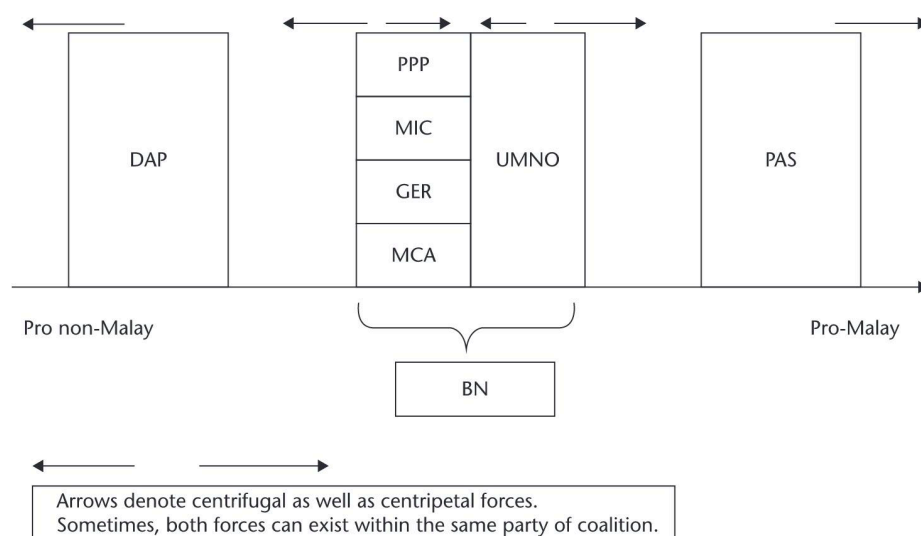 DAP
PPP
MIC
GER
MCA
UMNO
PAS
Pro non-Malay
Pro-Malay
BN
Arrows denote centrifugal as well as centripetal forces.
Sometimes, both forces can exist within the same party of coalition.